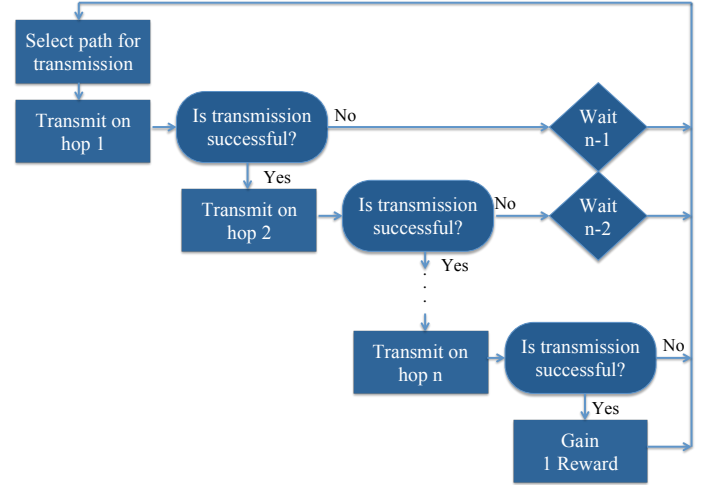 Select path for
transmission
Transmit on
hop 1
Is transmission
successful?
No
Wait
n-1
Yes
Transmit on
hop 2
Is transmission
successful?
No
Wait
n-2
Yes
.
.
.
Transmit on
hop n
Is transmission
successful?
No
Yes
Gain
1 Reward